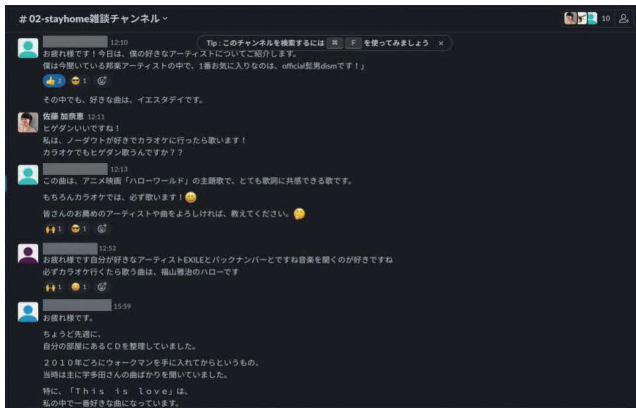 # 02-stayhome雑談チャンネル
10
Tip : このチャンネルを検索するには ⌘ F を使ってみましょう ×
12:10
お疲れ様です！今日は、僕の好きなアーティストについてご紹介します。
僕は今聞いている邦楽アーティストの中で、1番お気に入りなのは、official髭男dismです！」
👍 2 😎 1
その中でも、好きな曲は、イエスタデイです。
佐藤 加奈恵 12:11
ヒゲダンいいですね！
私は、ノーダウトが好きでカラオケに行ったら歌います！
カラオケでもヒゲダン歌うんですか？？
12:13
この曲は、アニメ映画「ハローワールド」の主題歌で、とても歌詞に共感できる歌です。
もちろんカラオケでは、必ず歌います！😄
皆さんのお薦めのアーティストや曲をよろしければ、教えてください。🤔
🙌 1 😎 1
12:52
お疲れ様です自分が好きなアーティストEXILEとバックナンバーとですね音楽を聞くのが好きですね
必ずカラオケ行くたら歌う曲は、福山雅治のハローです
🙌 1 😄 1
15:59
お疲れ様です。
ちょうど先週に、
自分の部屋にあるＣＤを整理していました。
２０１０年ごろにウォークマンを手に入れてからというもの、
当時は主に宇多田さんの曲ばかりを聞いていました。
特に、「Ｔｈｉｓ ｉｓ ｌｏｖｅ」は、
私の中で一番好きな曲になっています。